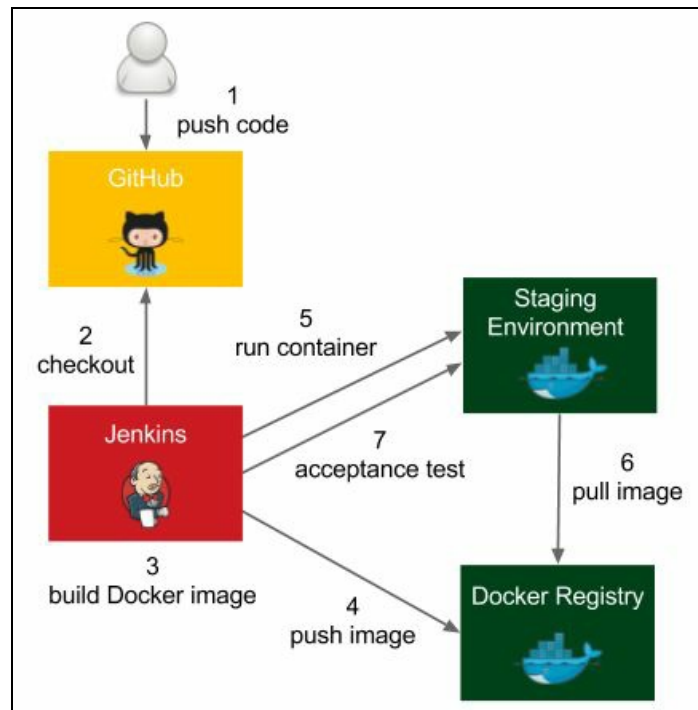 1
push code
GitHub
2
checkout
5
run container
Staging
Environment
Jenkins
7
acceptance test
6
pull image
3
build Docker image
4
push image
Docker Registry